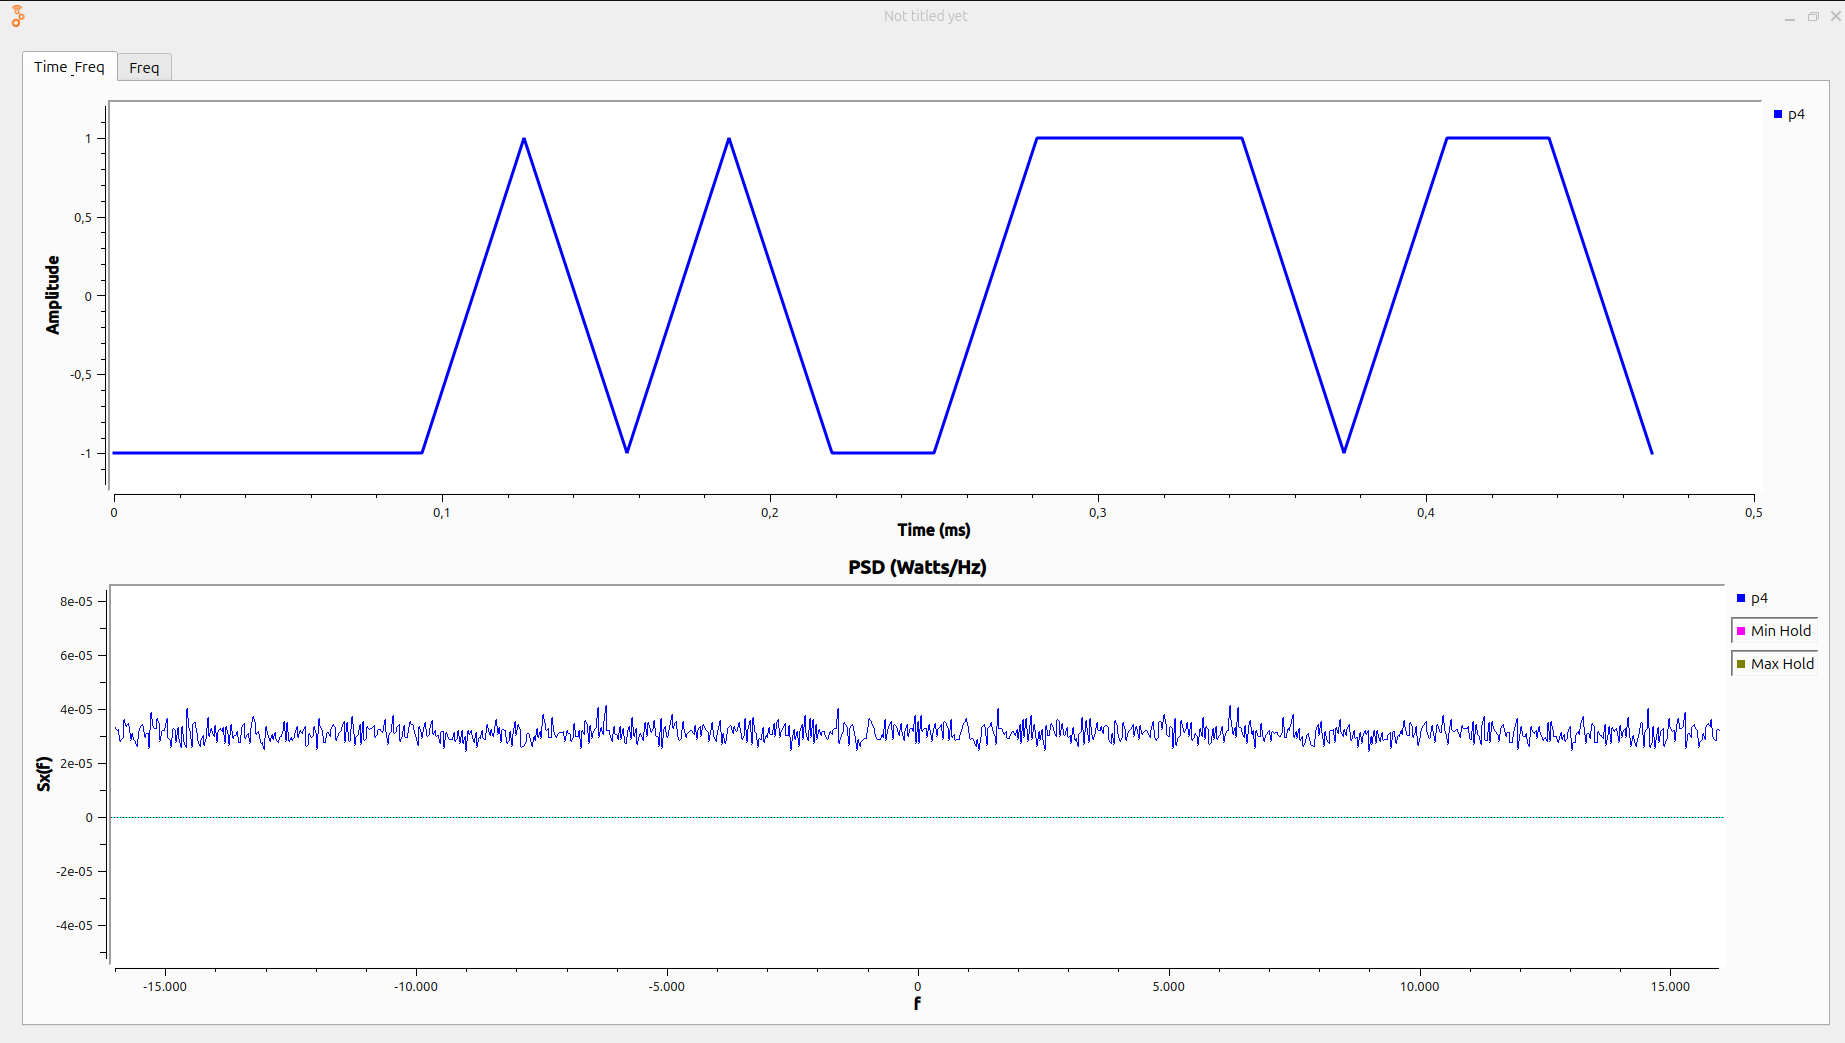 Not titled yet
Time_Freq
Freq
p4
1
0,5
0
-0,5
-1
Amplitude
0
0,1
0,2
0,3
0,4
0,5
Time (ms)
PSD (Watts/Hz)
p4
Min Hold
Max Hold
8e-05
6e-05
4e-05
2e-05
0
-2e-05
-4e-05
Sx(f)
-15.000
-10.000
-5.000
0
5.000
10.000
15.000
f